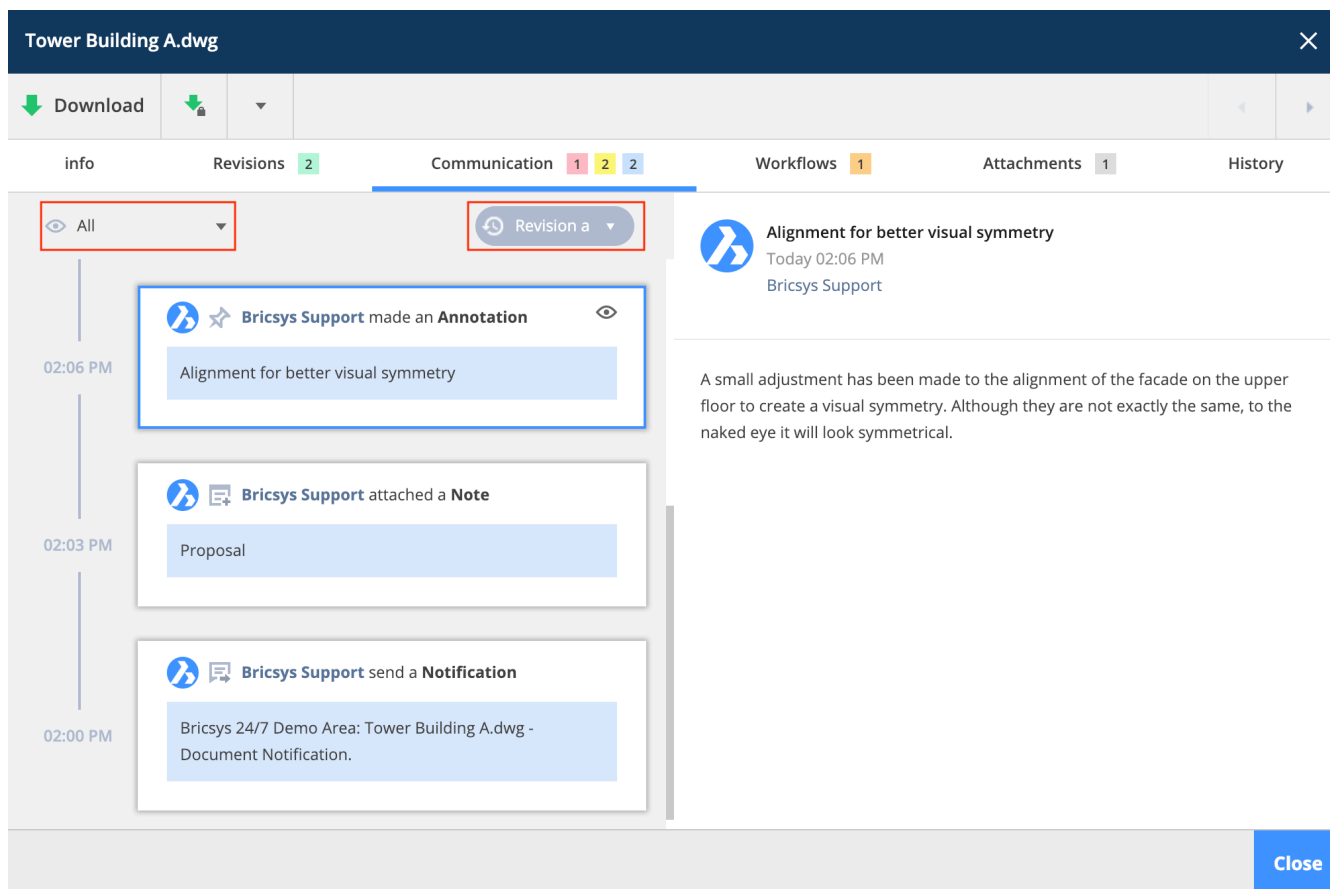 Tower Building A.dwg
Download
info
Revisions 2
Communication 1 2 2
Workflows 1
Attachments 1
History
All
Revision a
02:06 PM
Bricsys Support made an Annotation
Alignment for better visual symmetry
02:03 PM
Bricsys Support attached a Note
Proposal
02:00 PM
Bricsys Support send a Notification
Bricsys 24/7 Demo Area: Tower Building A.dwg -
Document Notification.
Alignment for better visual symmetry
Today 02:06 PM
Bricsys Support
A small adjustment has been made to the alignment of the facade on the upper
floor to create a visual symmetry. Although they are not exactly the same, to the
naked eye it will look symmetrical.
Close